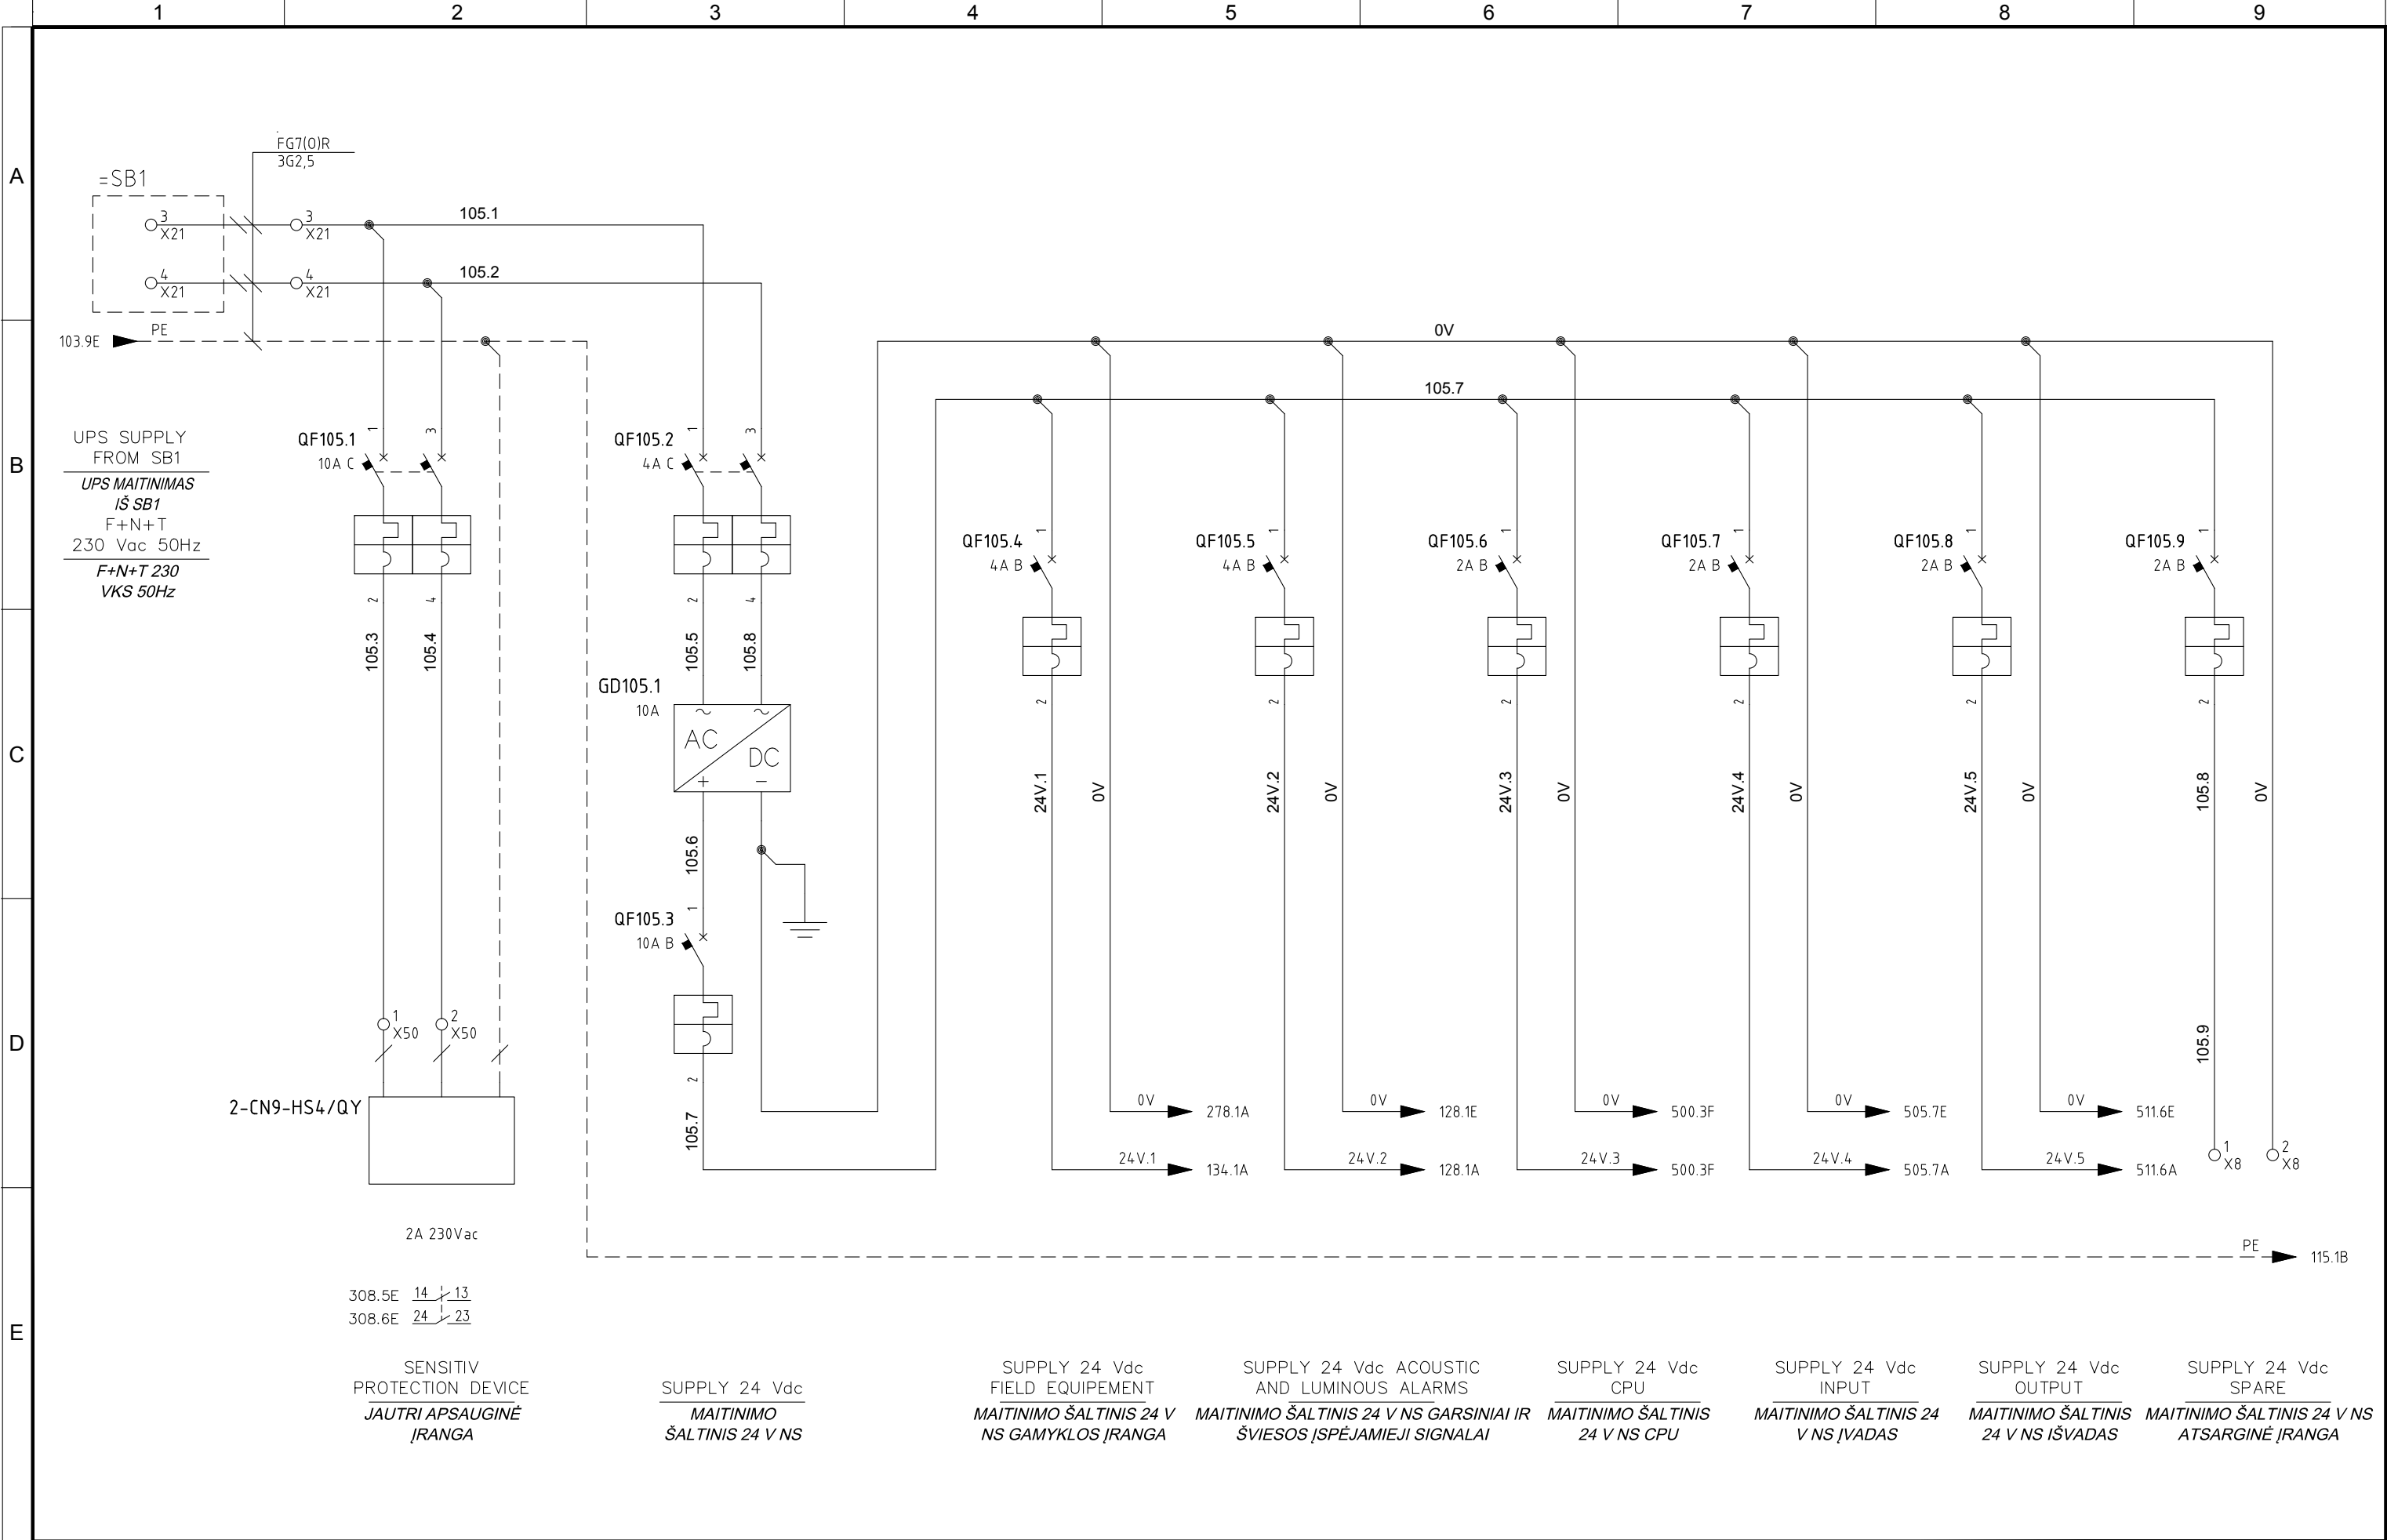 1 2 3 4 5 6 7 8 9
A
B
C
D
E
FG7(O)R
3G2,5
=SB1
3
X21
3
X21
105.1
4
X21
4
X21
105.2
103.9E
PE
0V
105.7
UPS SUPPLY
FROM SB1
UPS MAITINIMAS
IŠ SB1
F+N+T
230 Vac 50Hz
F+N+T 230
VKS 50Hz
QF105.1
10A C
1
3
2
4
105.3
105.4
QF105.2
4A C
1
3
2
4
105.5
105.8
GD105.1
10A
AC
DC
+
−
105.6
QF105.3
10A B
1
2
105.7
QF105.4
4A B
1
2
24V.1
0V
QF105.5
4A B
1
2
24V.2
0V
QF105.6
2A B
1
2
24V.3
0V
QF105.7
2A B
1
2
24V.4
0V
QF105.8
2A B
1
2
24V.5
0V
QF105.9
2A B
1
2
105.8
0V
105.9
1
X50
2
X50
2-CN9-HS4/QY
0V 278.1A
24V.1 134.1A
0V 128.1E
24V.2 128.1A
0V 500.3F
24V.3 500.3F
0V 505.7E
24V.4 505.7A
0V 511.6E
24V.5 511.6A
1
X8
2
X8
2A 230Vac
PE 115.1B
308.5E 14 13
308.6E 24 23
SENSITIV
PROTECTION DEVICE
JAUTRI APSAUGINĖ
ĮRANGA
SUPPLY 24 Vdc
MAITINIMO
ŠALTINIS 24 V NS
SUPPLY 24 Vdc
FIELD EQUIPEMENT
MAITINIMO ŠALTINIS 24 V
NS GAMYKLOS ĮRANGA
SUPPLY 24 Vdc ACOUSTIC
AND LUMINOUS ALARMS
MAITINIMO ŠALTINIS 24 V NS GARSINIAI IR
ŠVIESOS ĮSPĖJAMIEJI SIGNALAI
SUPPLY 24 Vdc
CPU
MAITINIMO ŠALTINIS
24 V NS CPU
SUPPLY 24 Vdc
INPUT
MAITINIMO ŠALTINIS 24
V NS ĮVADAS
SUPPLY 24 Vdc
OUTPUT
MAITINIMO ŠALTINIS
24 V NS IŠVADAS
SUPPLY 24 Vdc
SPARE
MAITINIMO ŠALTINIS 24 V NS
ATSARGINĖ ĮRANGA